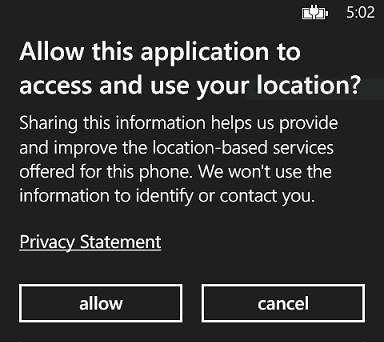 5:02
Allow this application to
access and use your location?
Sharing this information helps us provide
and improve the location-based services
offered for this phone. We won't use the
information to identify or contact you.
Privacy Statement
allow cancel